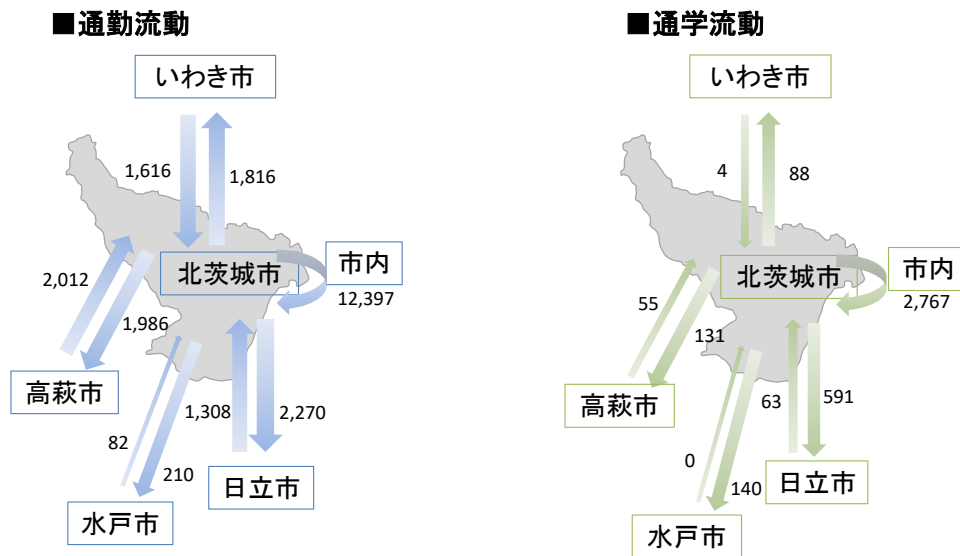 ■通勤流動
いわき市
1,616
1,816
北茨城市
市内
12,397
2,012
1,986
高萩市
82
210
水戸市
1,308
2,270
日立市
■通学流動
いわき市
4
88
北茨城市
市内
2,767
55
131
高萩市
0
140
水戸市
63
591
日立市